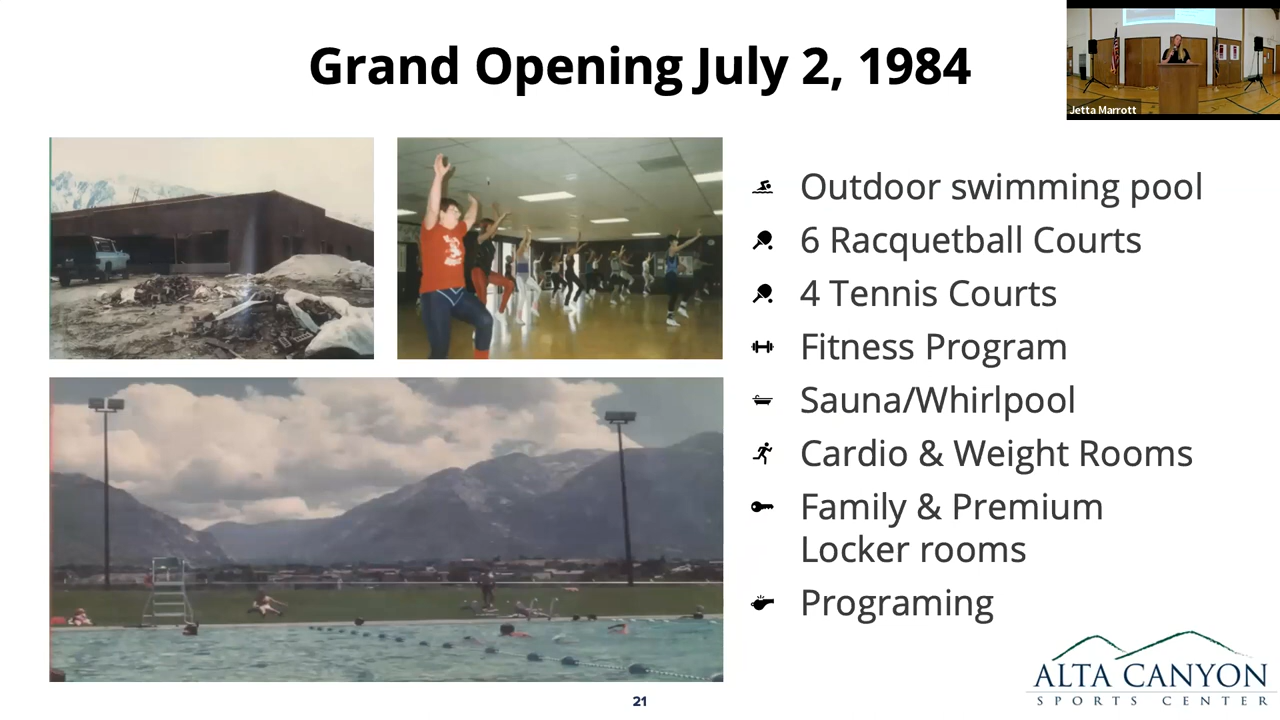 Grand Opening July 2, 1984
Jetta Marrott
Outdoor swimming pool
6 Racquetball Courts
4 Tennis Courts
Fitness Program
Sauna/Whirlpool
Cardio & Weight Rooms
Family & Premium
Locker rooms
Programing
ALTA CANYON
SPORTS CENTER
21